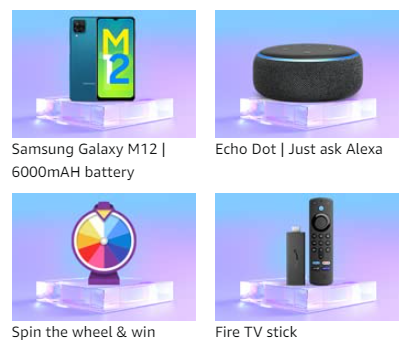 M
12
Samsung Galaxy M12 |
6000mAH battery
Echo Dot | Just ask Alexa
Spin the wheel & win
Fire TV stick